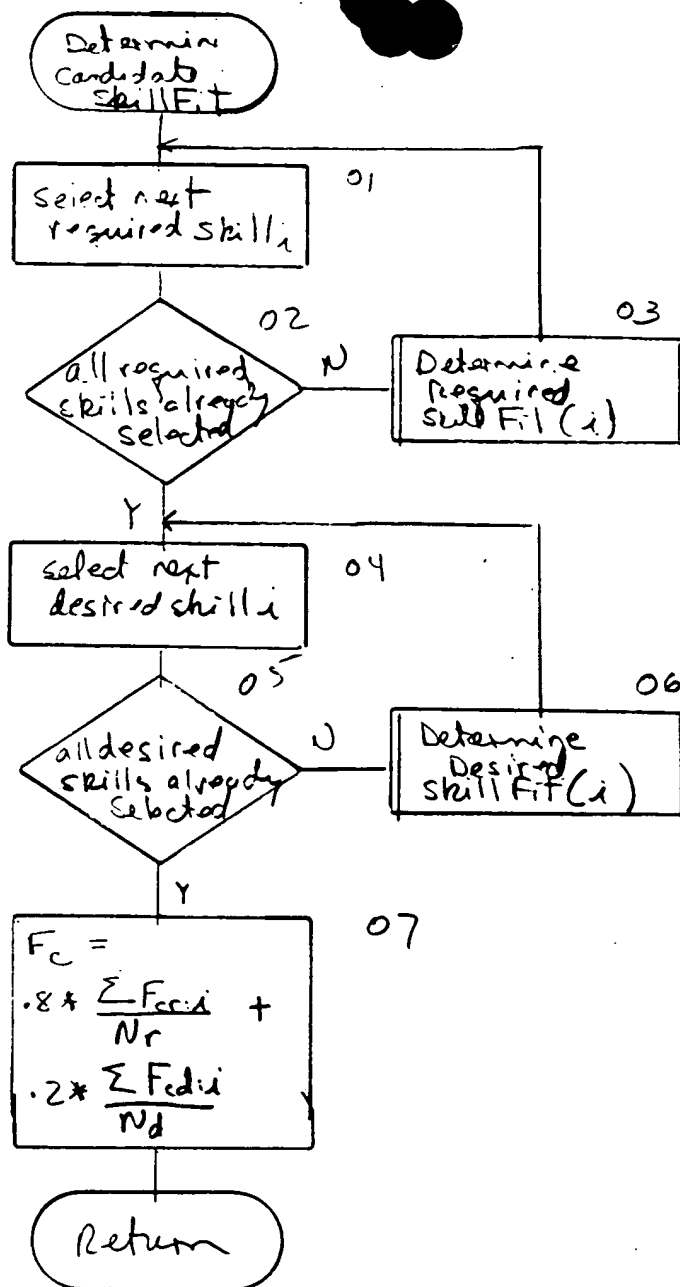 Determin
Candidate
SkillFit
01
select next
required skill i
02
all required
skills already
selected
N
03
Determine
Required
Skill Fit (i)
Y
select next
desired skill i
04
05
all desired
skills already
selected
N
06
Determine
Desired
Skill Fit (i)
Y
07
Fc =
.8* ΣFcr.i / Nr +
.2* ΣFcd.i / Nd
Return